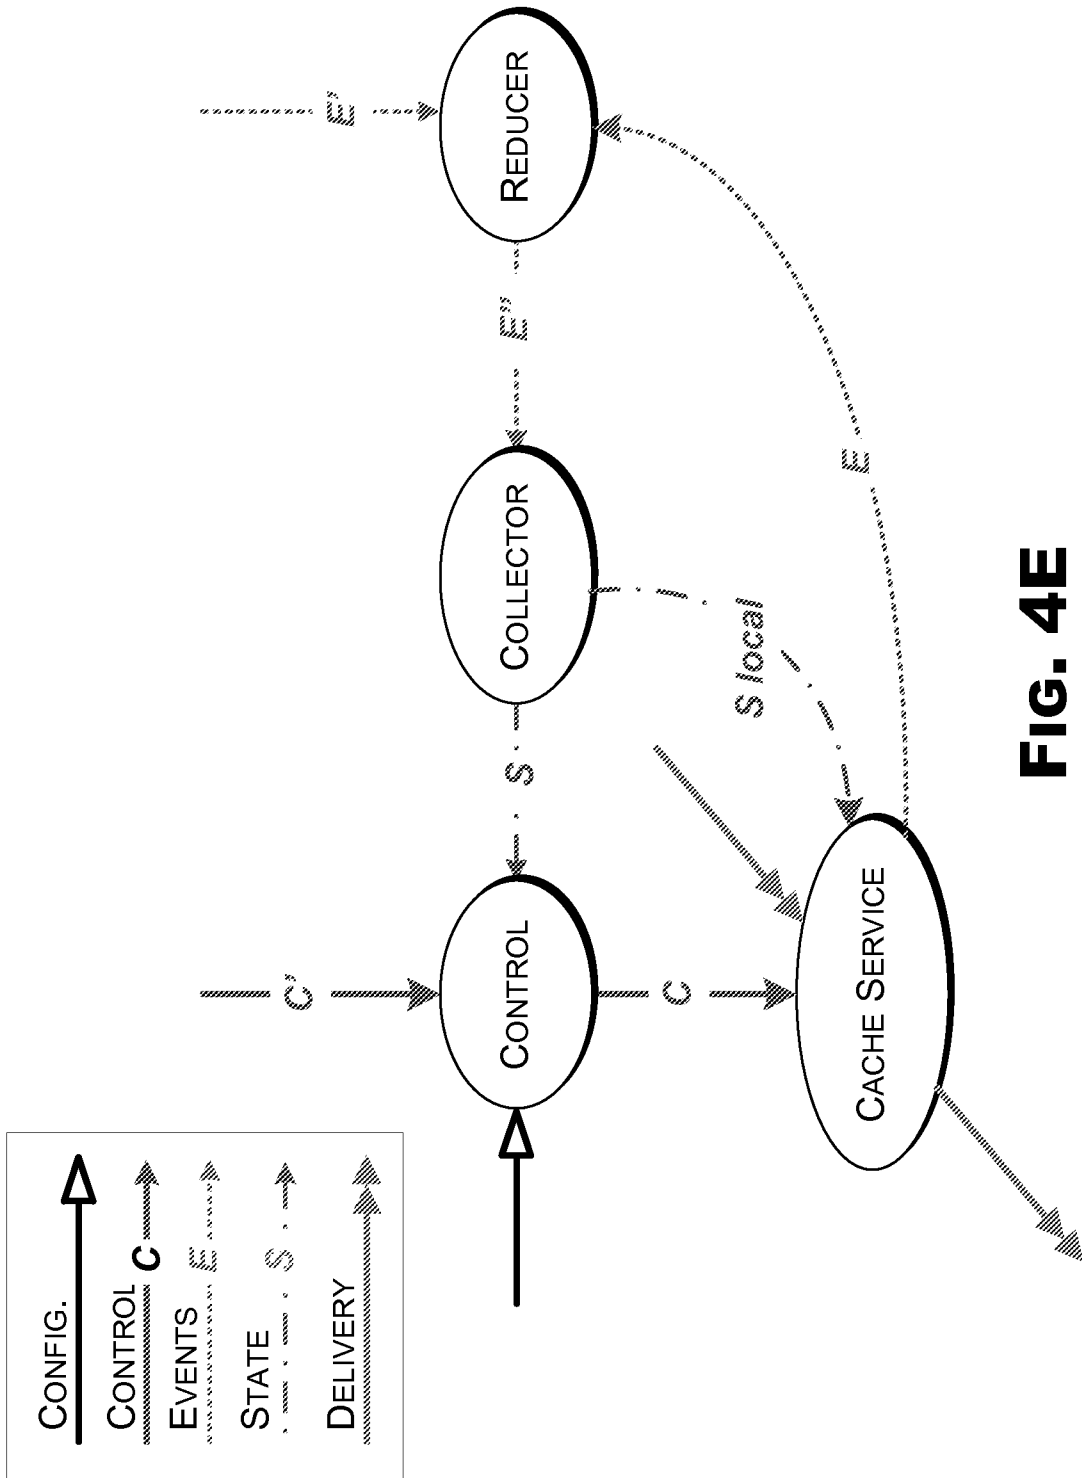 CONFIG.
CONTROL C
EVENTS E
STATE S
DELIVERY
C'
E'
CONTROL
S
COLLECTOR
E''
REDUCER
C
S local
E
CACHE SERVICE
FIG. 4E